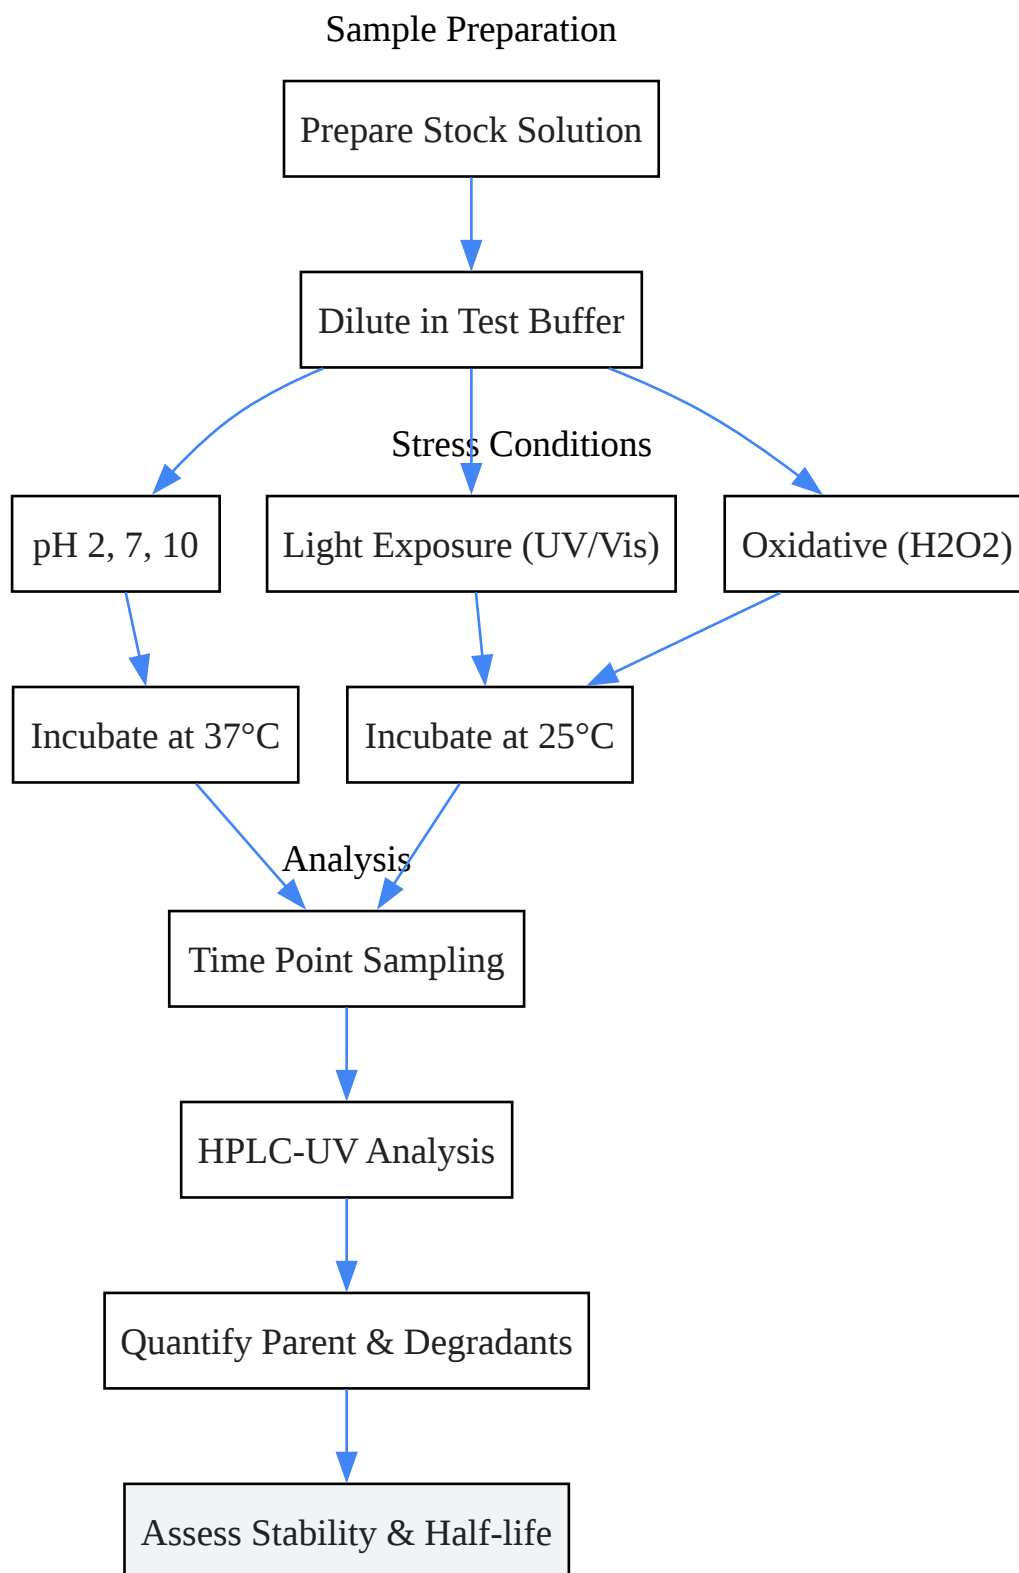 Sample Preparation
Prepare Stock Solution
Dilute in Test Buffer
Stress Conditions
pH 2, 7, 10
Light Exposure (UV/Vis)
Oxidative (H2O2)
Incubate at 37°C
Incubate at 25°C
Analysis
Time Point Sampling
HPLC-UV Analysis
Quantify Parent & Degradants
Assess Stability & Half-life